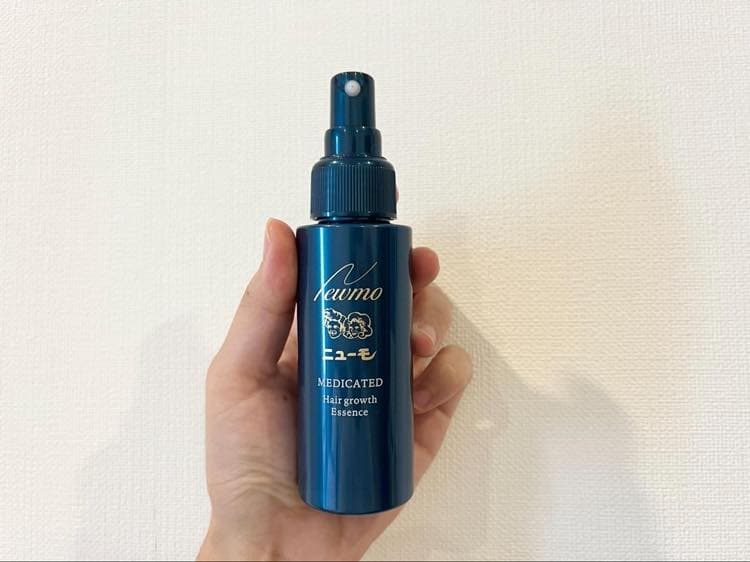 Newmo
ニューモ
MEDICATED
Hair growth
Essence